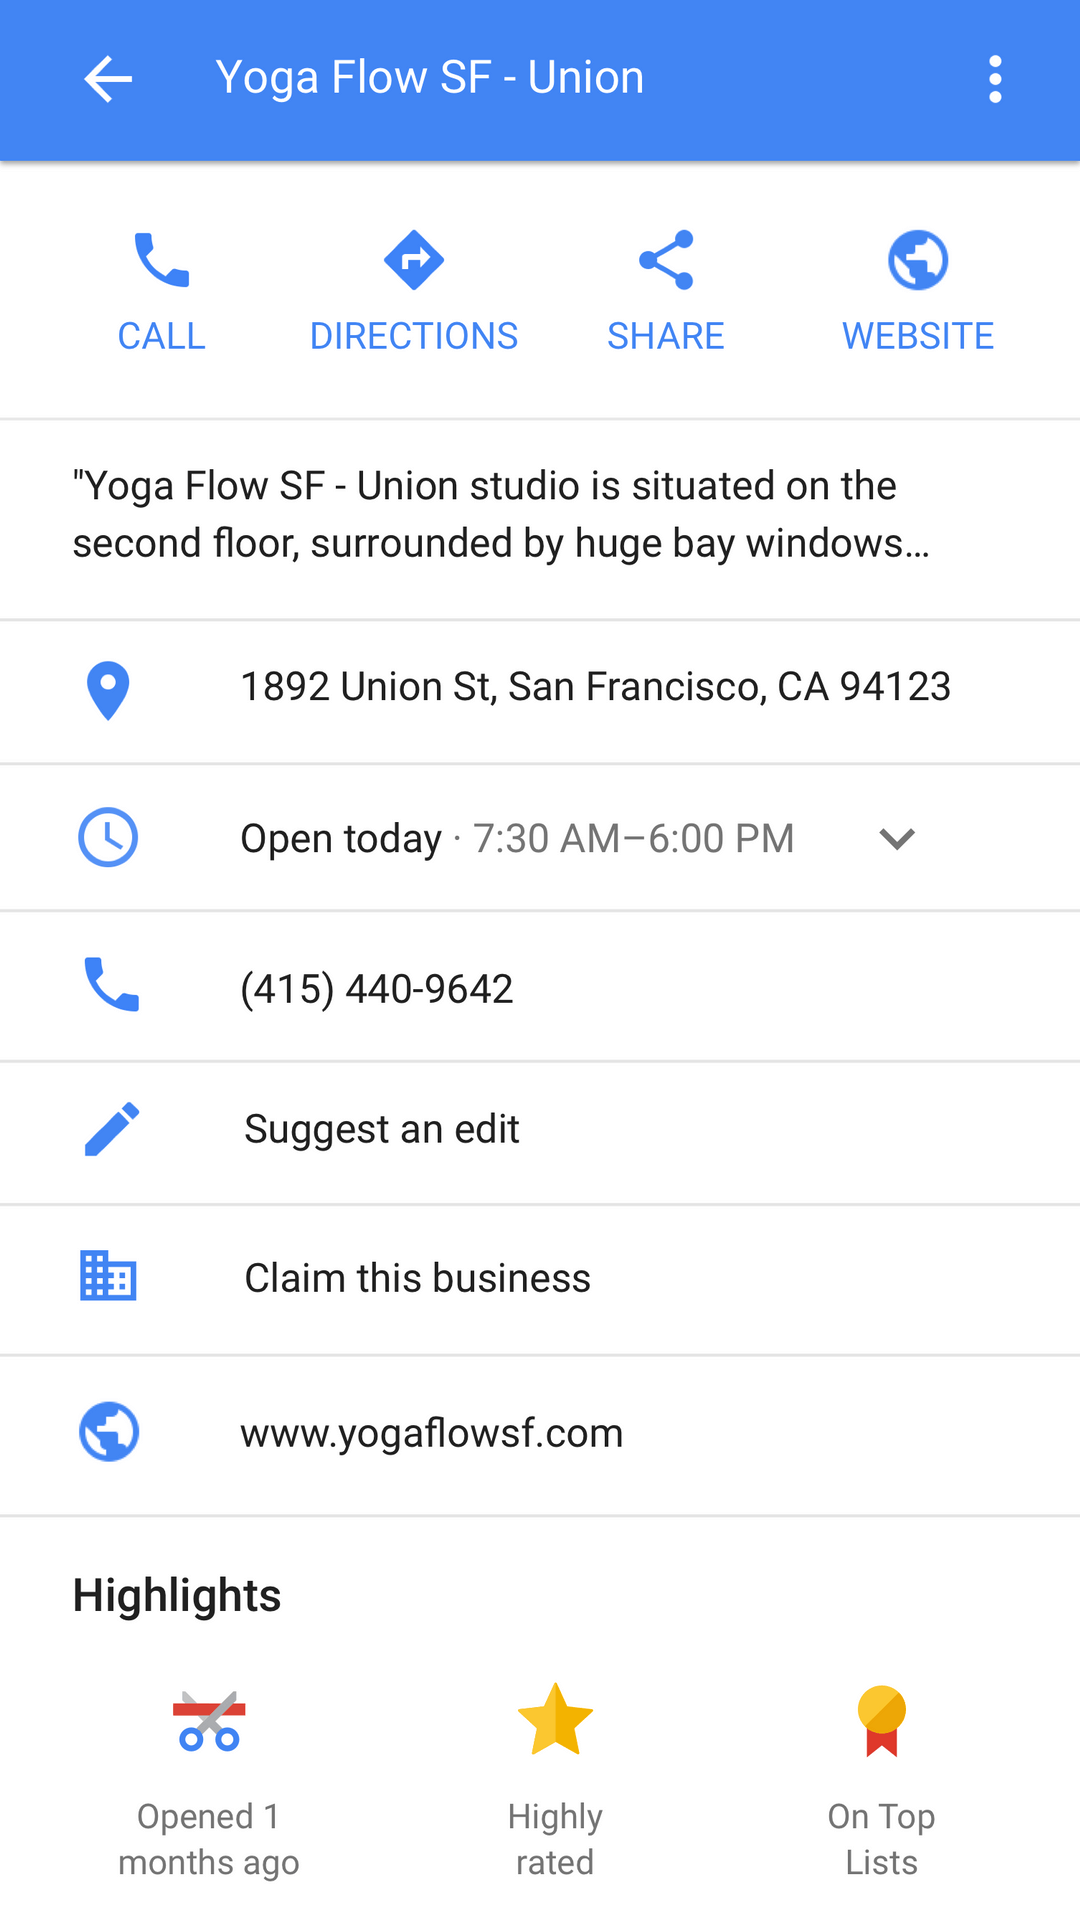 Yoga Flow SF - Union
CALL
DIRECTIONS
SHARE
WEBSITE
"Yoga Flow SF - Union studio is situated on the
second floor, surrounded by huge bay windows…
1892 Union St, San Francisco, CA 94123
Open today · 7:30 AM–6:00 PM
(415) 440-9642
Suggest an edit
Claim this business
www.yogaflowsf.com
Highlights
Opened 1
months ago
Highly
rated
On Top
Lists